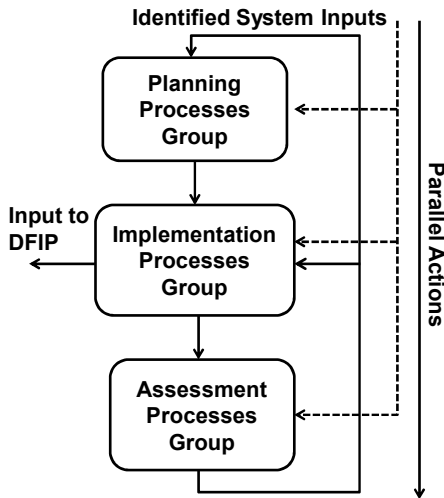 Identified System Inputs
Planning
Processes
Group
Input to
DFIP
Implementation
Processes
Group
Assessment
Processes
Group
Parallel Actions